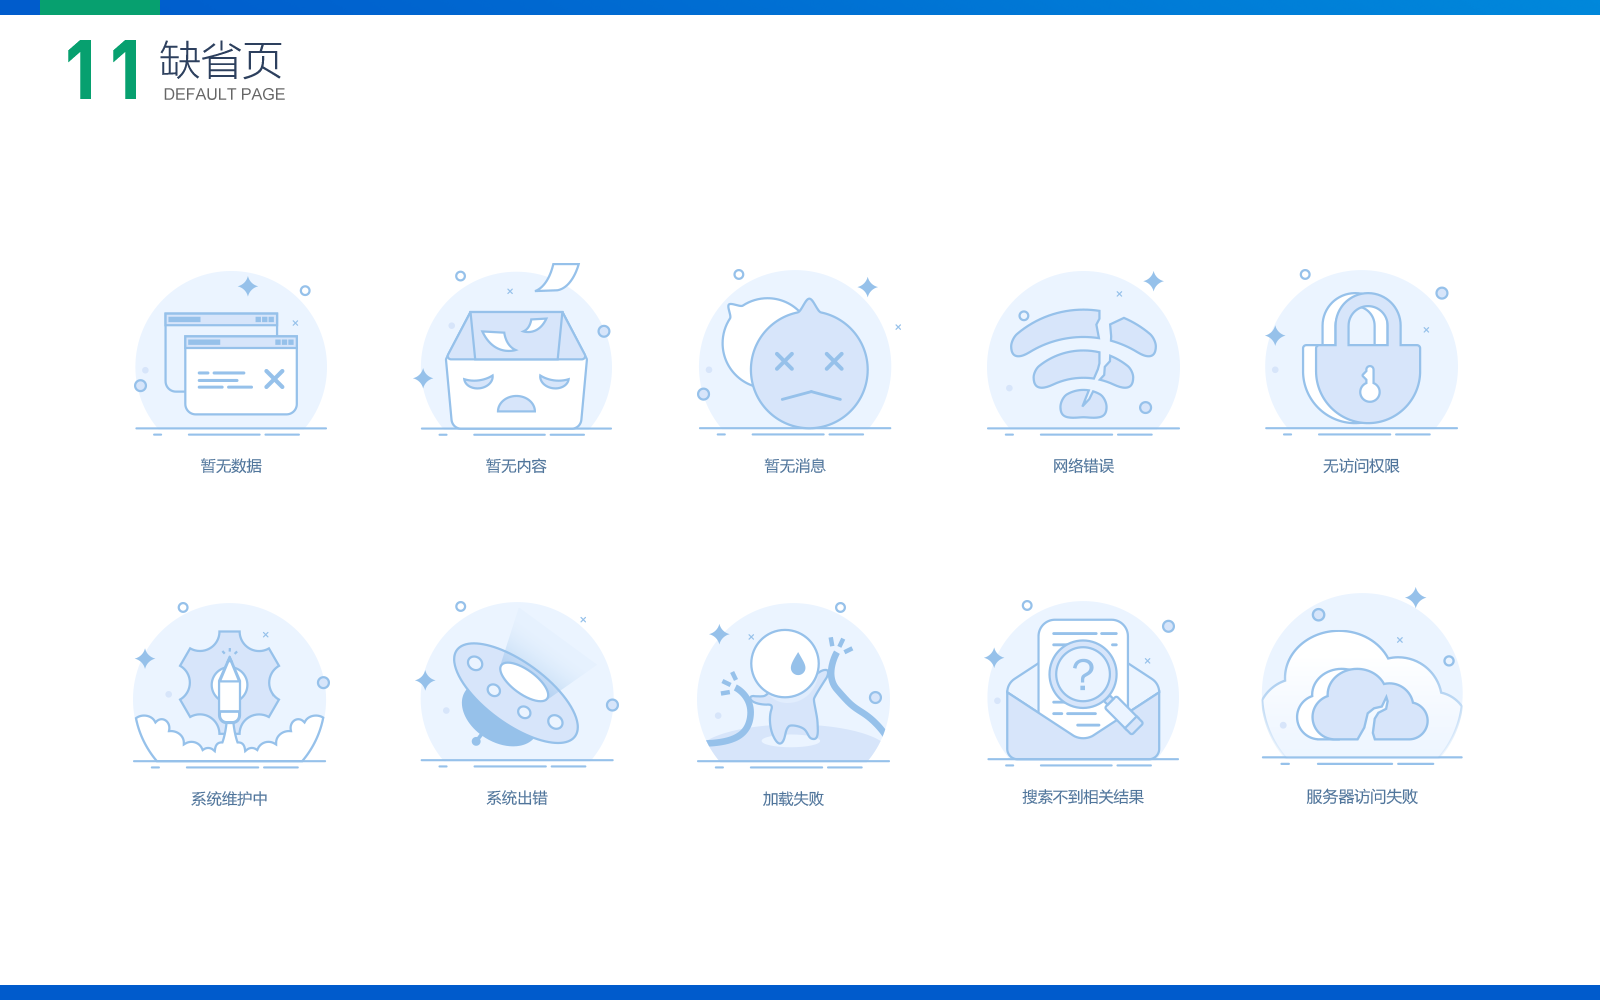 11 缺省页
DEFAULT PAGE
暂无数据
暂无内容
暂无消息
网络错误
无访问权限
?
系统维护中
系统出错
加载失败
搜索不到相关结果
服务器访问失败